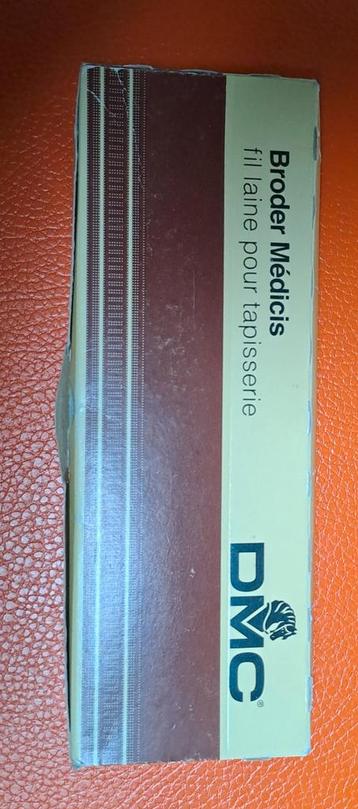 Broder Médicis
fil laine pour tapisserie
DMC®